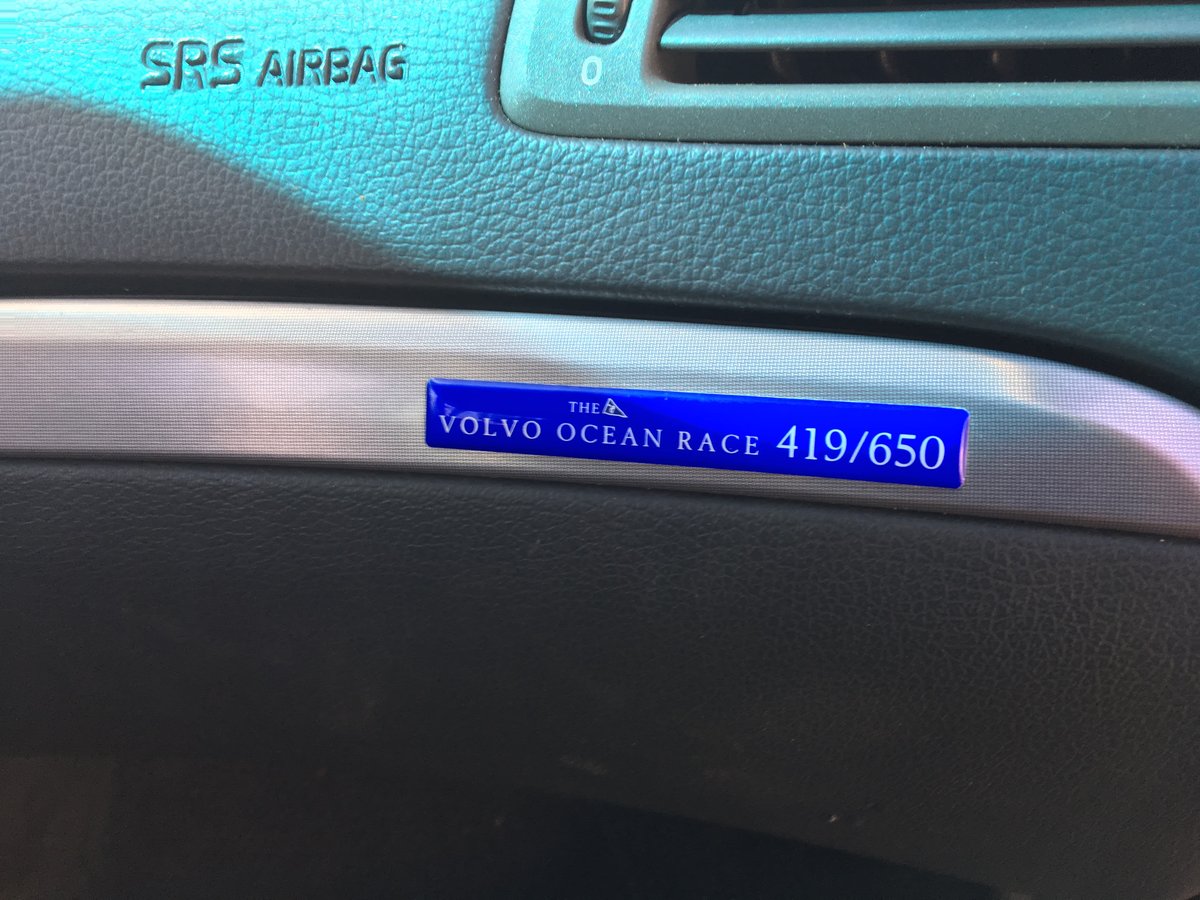 SRS AIRBAG
0
THE
VOLVO OCEAN RACE 419/650